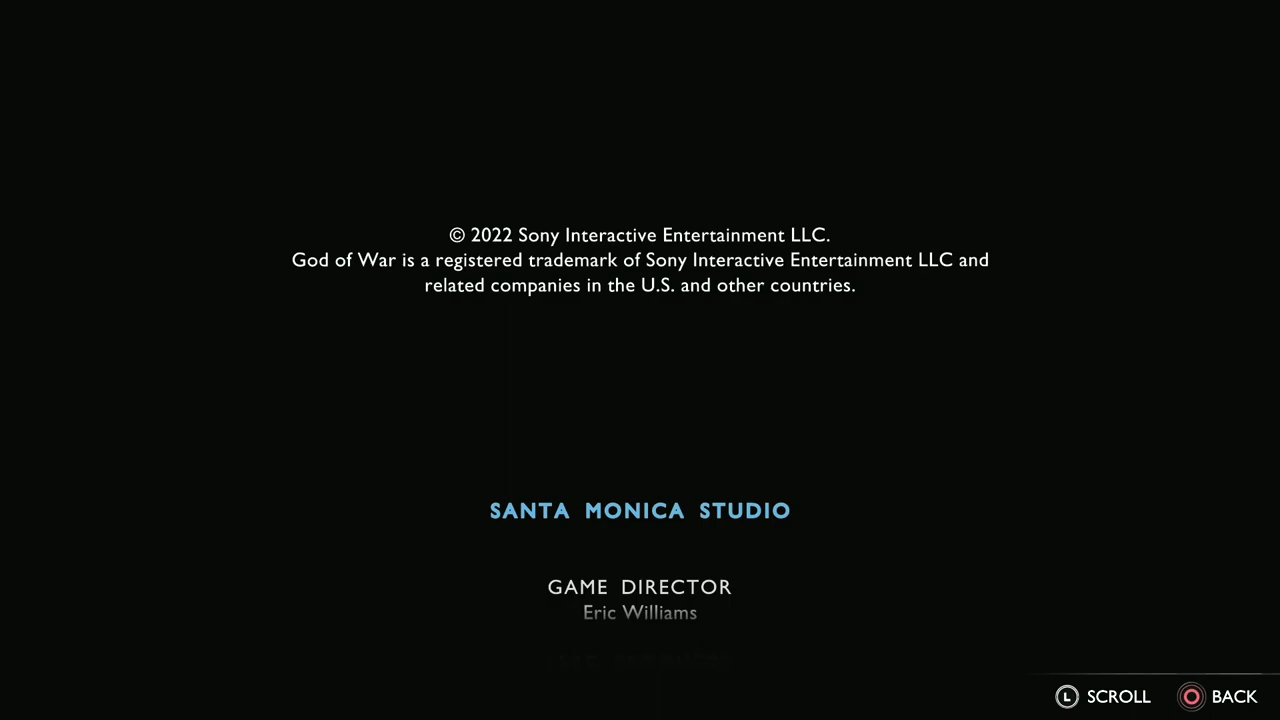 © 2022 Sony Interactive Entertainment LLC.
God of War is a registered trademark of Sony Interactive Entertainment LLC and
related companies in the U.S. and other countries.
SANTA MONICA STUDIO
GAME DIRECTOR
Eric Williams
L SCROLL BACK